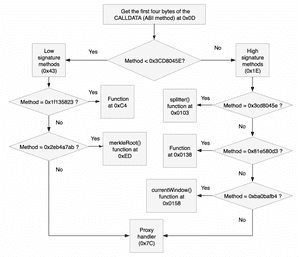 Get the first four bytes of the
CALLDATA (ABI method) at 0x0D
Low
signature
methods
(0x43)
Yes
Method < 0x3CD8045E?
No
High
signature
methods
(0x1E)
Method = 0x1f135823 ?
Yes
Function
at 0xC4
No
Method = 0x2eb4a7ab ?
Yes
merkleRoot()
function at
0xED
No
splitter()
function at
0x0103
Yes
Method = 0x3cd8045e ?
No
Function
at 0x0138
Yes
Method = 0x81e580d3 ?
No
currentWindow()
function at
0x0158
Yes
Method = 0xba0bafb4 ?
No
Proxy
handler
(0x7C)